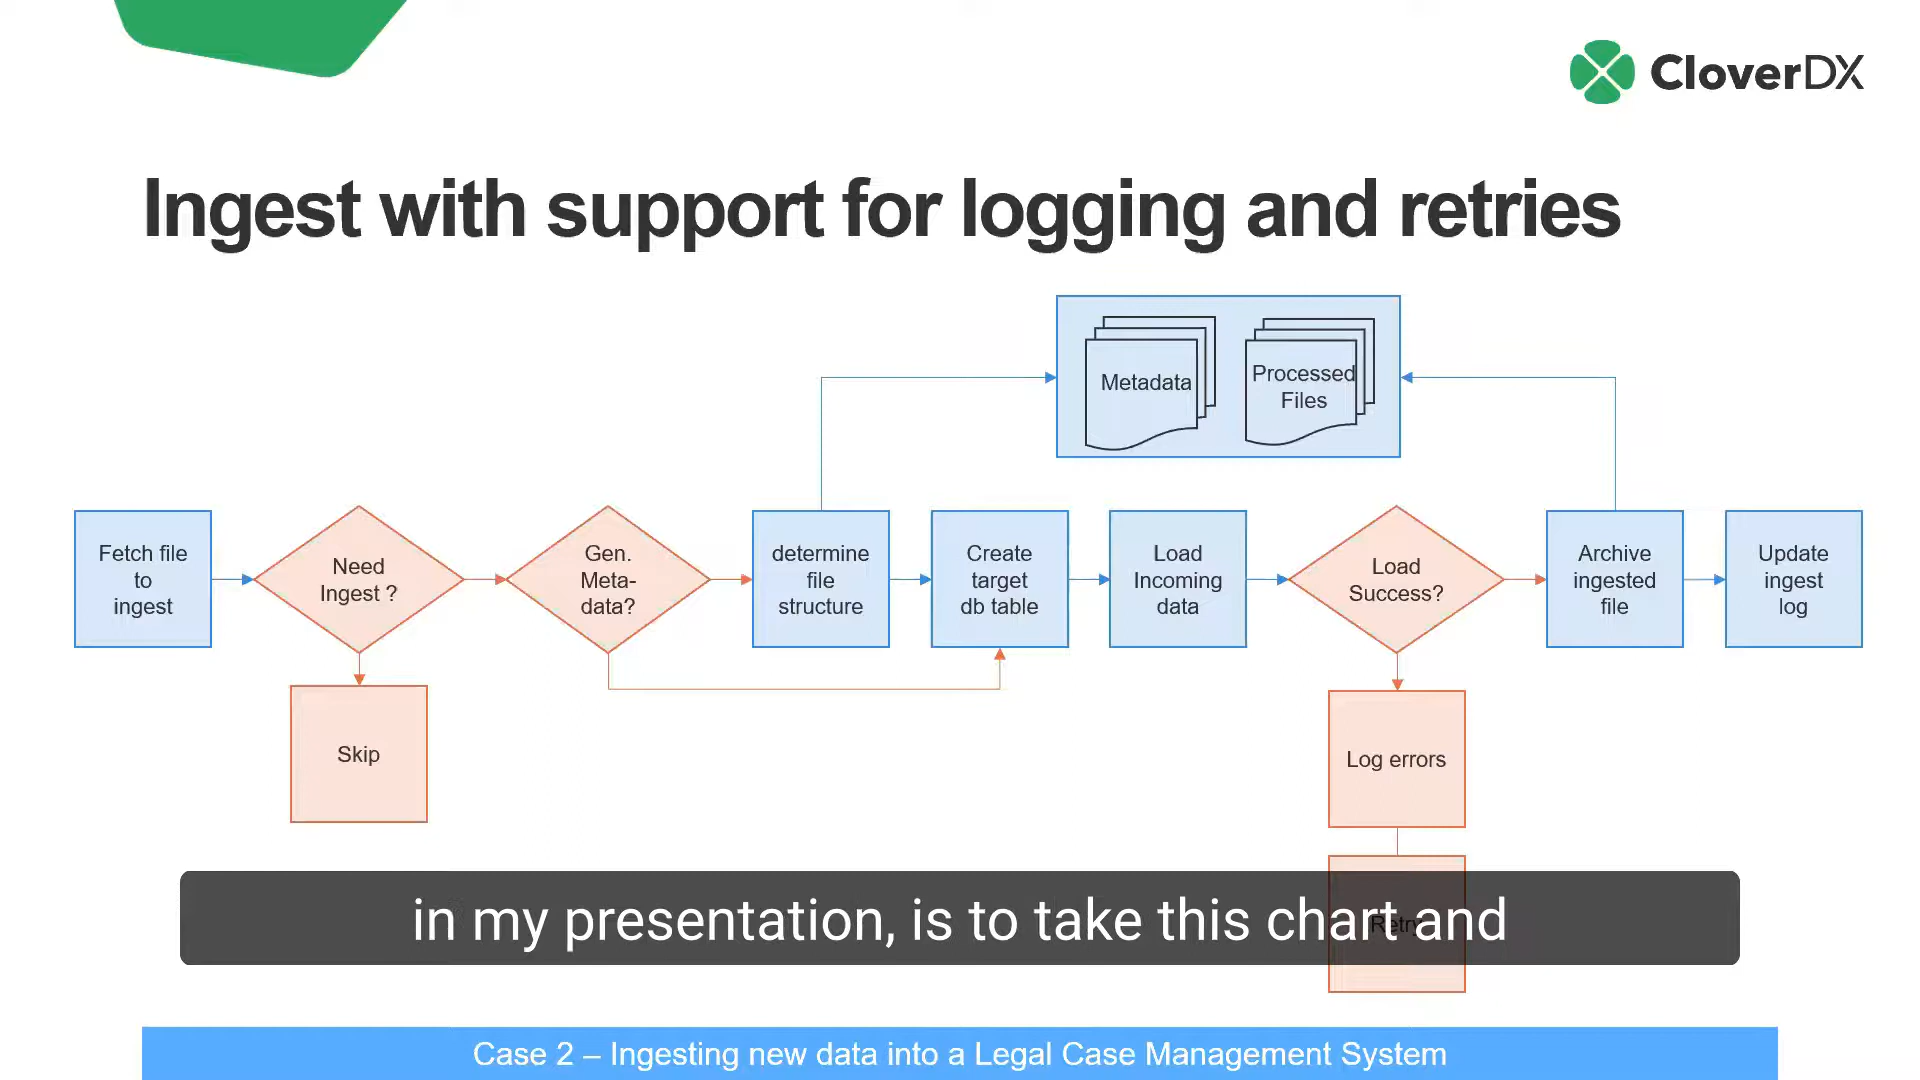 CloverDX
Ingest with support for logging and retries
Metadata
Processed
Files
Fetch file
to
ingest
Need
Ingest ?
Gen.
Meta-
data?
determine
file
structure
Create
target
db table
Load
Incoming
data
Load
Success?
Archive
ingested
file
Update
ingest
log
Skip
Log errors
Retry
in my presentation, is to take this chart and
Case 2 – Ingesting new data into a Legal Case Management System